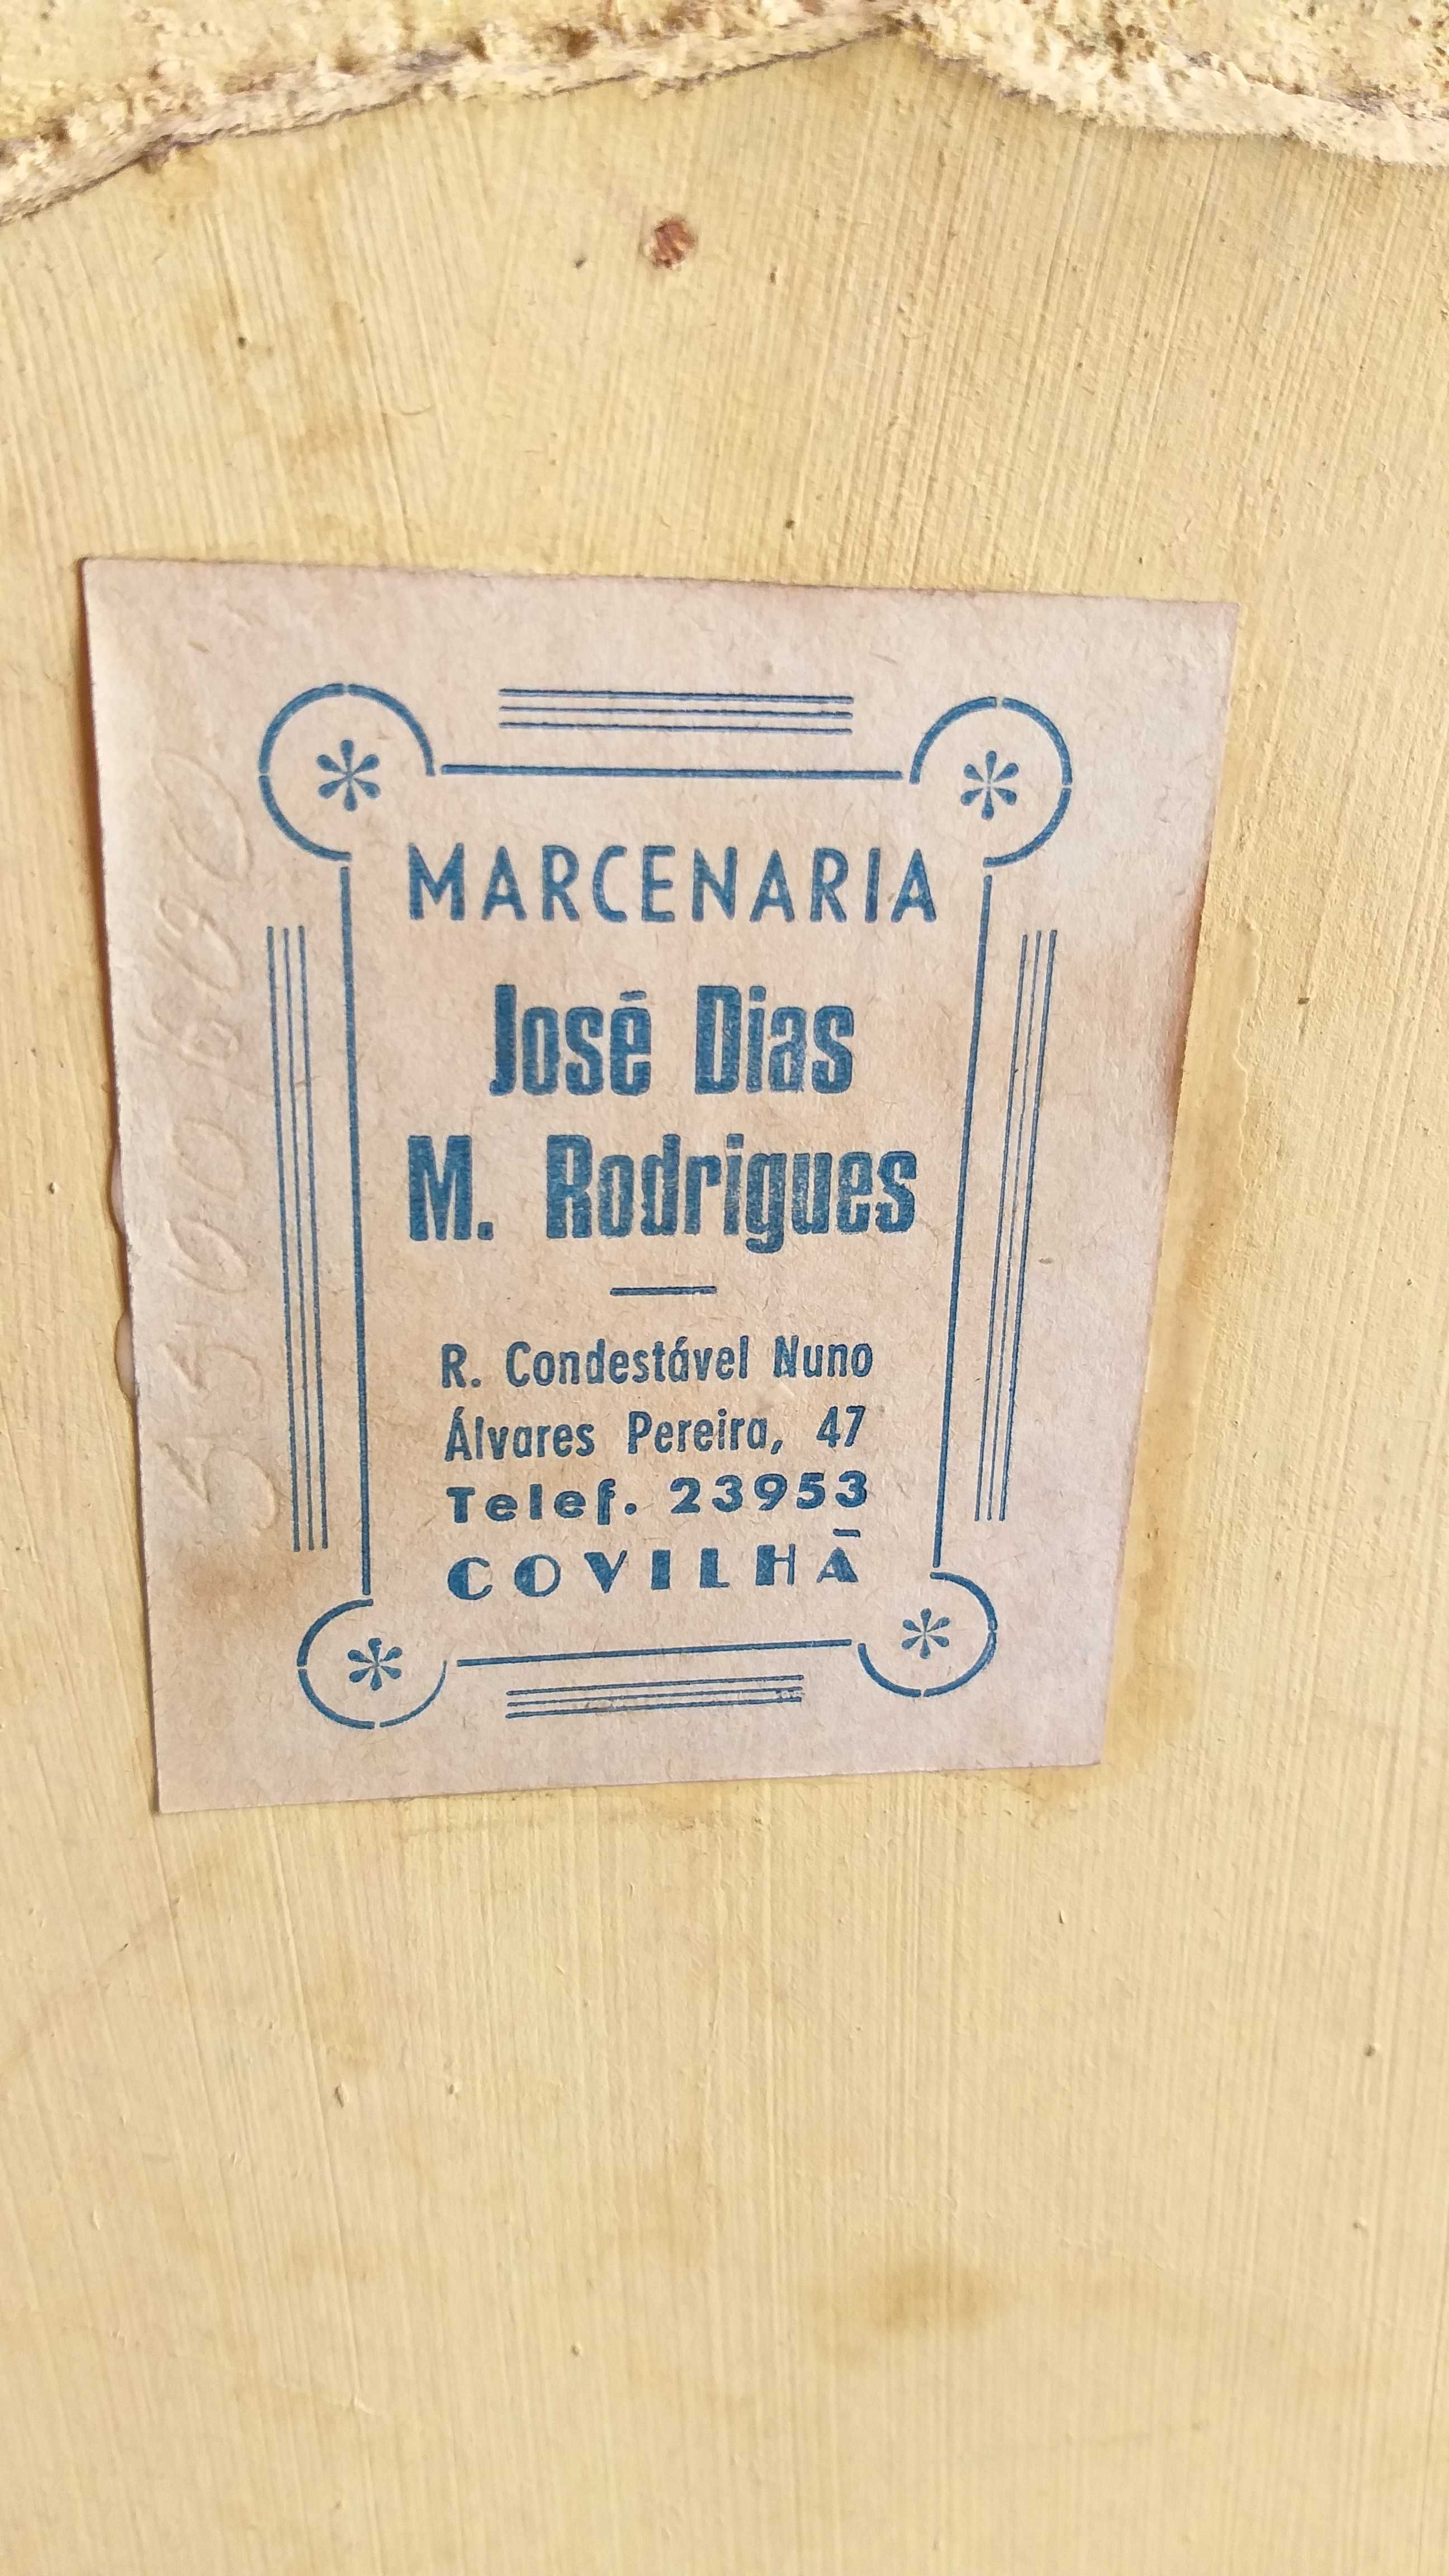 MARCENARIA
José Dias
M. Rodrigues
R. Condestável Nuno
Álvares Pereira, 47
Telef. 23953
COVILHÃ